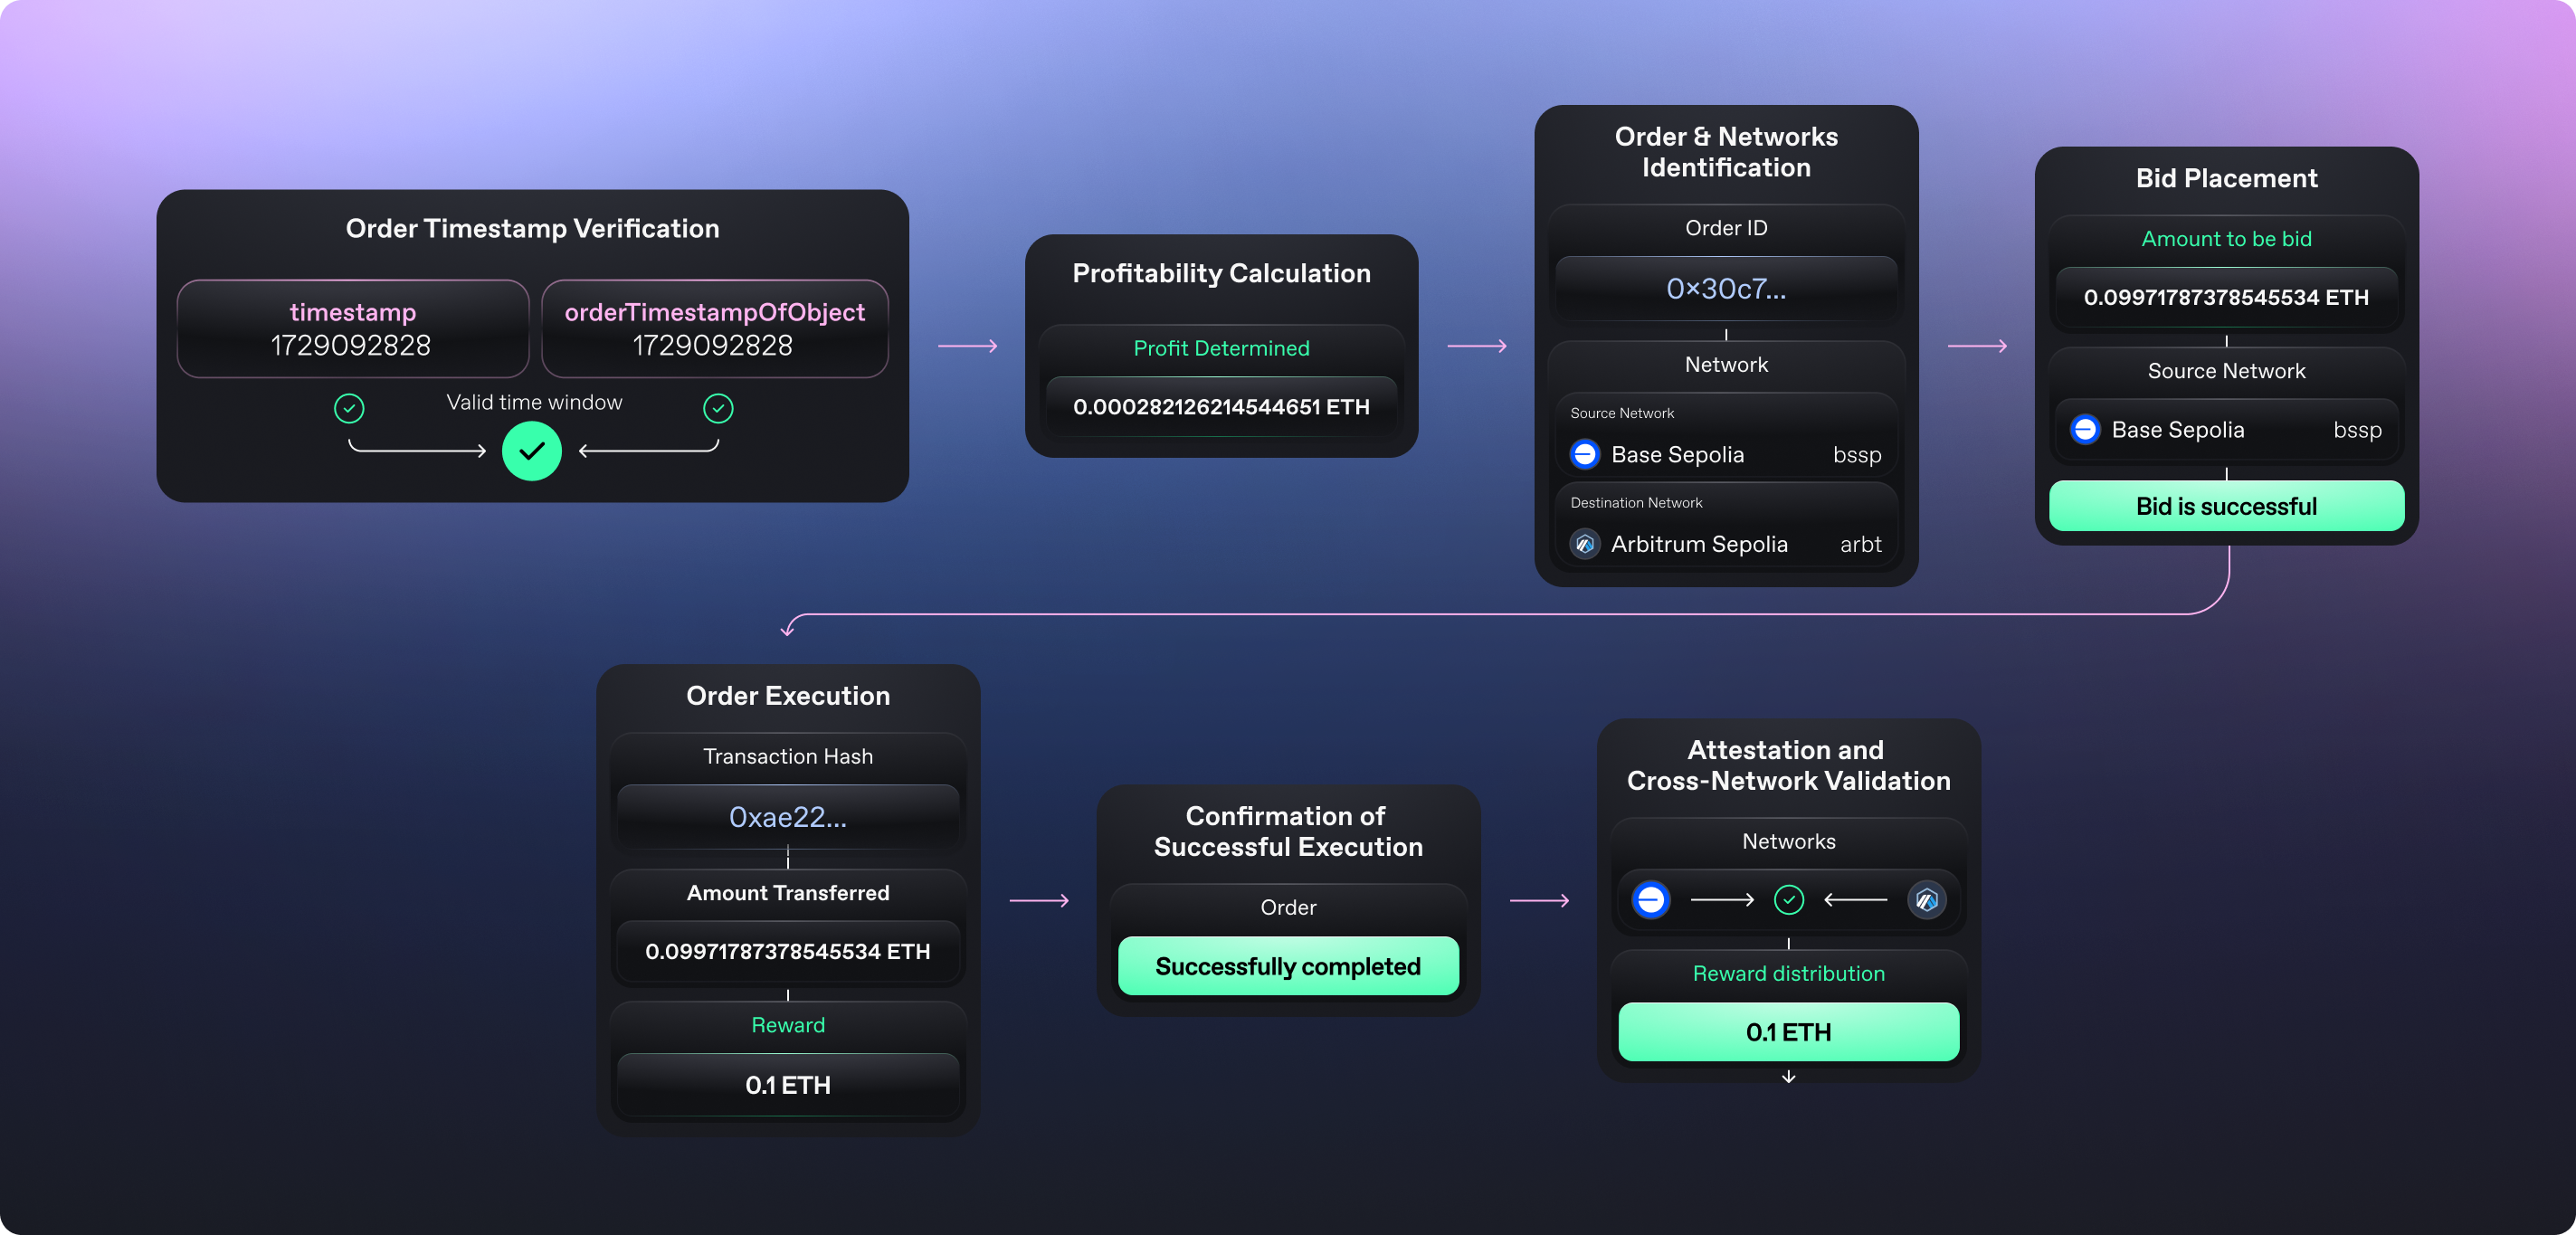 Order Timestamp Verification
timestamp
1729092828
orderTimestampOfObject
1729092828
Valid time window
Profitability Calculation
Profit Determined
0.000282126214544651 ETH
Order & Networks
Identification
Order ID
0×30c7...
Network
Source Network
Base Sepolia bssp
Destination Network
Arbitrum Sepolia arbt
Bid Placement
Amount to be bid
0.09971787378545534 ETH
Source Network
Base Sepolia bssp
Bid is successful
Order Execution
Transaction Hash
0xae22...
Amount Transferred
0.09971787378545534 ETH
Reward
0.1 ETH
Confirmation of
Successful Execution
Order
Successfully completed
Attestation and
Cross-Network Validation
Networks
Reward distribution
0.1 ETH